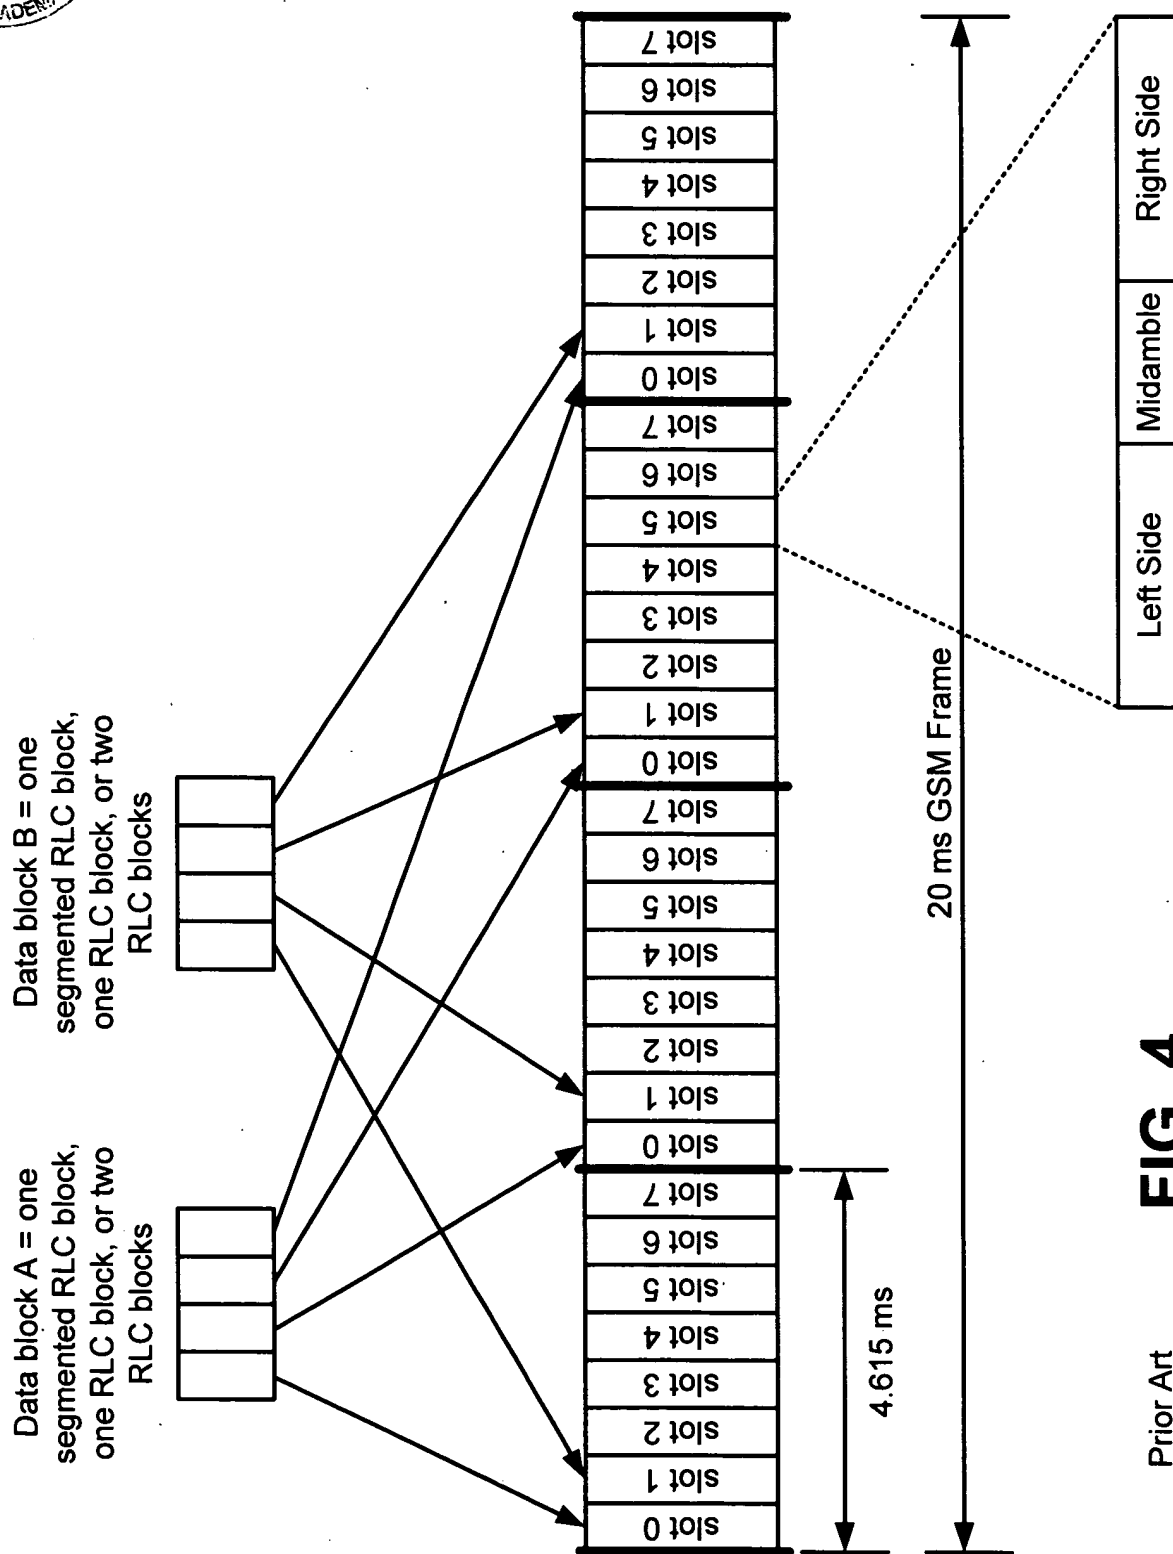 Data block A = one
segmented RLC block,
one RLC block, or two
RLC blocks
Data block B = one
segmented RLC block,
one RLC block, or two
RLC blocks
slot 0
slot 1
slot 2
slot 3
slot 4
slot 5
slot 6
slot 7
slot 0
slot 1
slot 2
slot 3
slot 4
slot 5
slot 6
slot 7
slot 0
slot 1
slot 2
slot 3
slot 4
slot 5
slot 6
slot 7
slot 0
slot 1
slot 2
slot 3
slot 4
slot 5
slot 6
slot 7
4.615 ms
20 ms GSM Frame
Left Side
Midamble
Right Side
Prior Art
FIG. 4